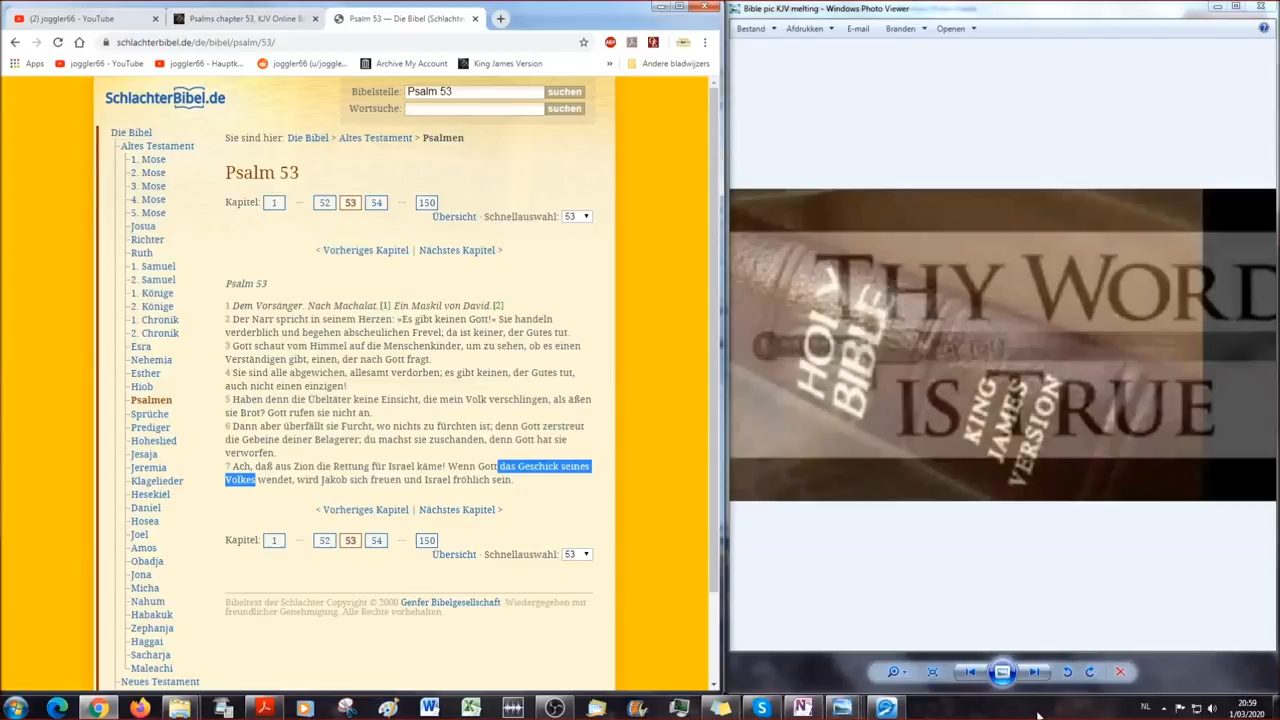 (2) joggler66 - YouTube
Psalms chapter 53, KJV Online B
Psalm 53 — Die Bibel (Schlachter
schlachterbibel.de/de/bibel/psalm/53/
Apps
joggler66 - YouTube
joggler66 - Hauptk...
joggler66 (u/joggle...
Archive My Account
King James Version
»
Andere bladwijzers
SchlachterBibel.de
Bibelstelle: Psalm 53 suchen
Wortsuche: suchen
Die Bibel
Altes Testament
1. Mose
2. Mose
3. Mose
4. Mose
5. Mose
Josua
Richter
Ruth
1. Samuel
2. Samuel
1. Könige
2. Könige
1. Chronik
2. Chronik
Esra
Nehemia
Esther
Hiob
Psalmen
Sprüche
Prediger
Hoheslied
Jesaja
Jeremia
Klagelieder
Hesekiel
Daniel
Hosea
Joel
Amos
Obadja
Jona
Micha
Nahum
Habakuk
Zephanja
Haggai
Sacharja
Maleachi
Neues Testament
Sie sind hier: Die Bibel > Altes Testament > Psalmen
Psalm 53
Kapitel: 1 ... 52 53 54 ... 150
Übersicht · Schnellauswahl: 53
< Vorheriges Kapitel | Nächstes Kapitel >
Psalm 53
1 Dem Vorsänger. Nach Machalat.[1] Ein Maskil von David.[2]
2 Der Narr spricht in seinem Herzen: »Es gibt keinen Gott!« Sie handeln
verderblich und begehen abscheulichen Frevel; da ist keiner, der Gutes tut.
3 Gott schaut vom Himmel auf die Menschenkinder, um zu sehen, ob es einen
Verständigen gibt, einen, der nach Gott fragt.
4 Sie sind alle abgewichen, allesamt verdorben; es gibt keinen, der Gutes tut,
auch nicht einen einzigen!
5 Haben denn die Übeltäter keine Einsicht, die mein Volk verschlingen, als äßen
sie Brot? Gott rufen sie nicht an.
6 Dann aber überfällt sie Furcht, wo nichts zu fürchten ist; denn Gott zerstreut
die Gebeine deiner Belagerer; du machst sie zuschanden, denn Gott hat sie
verworfen.
7 Ach, daß aus Zion die Rettung für Israel käme! Wenn Gott das Geschick seines
Volkes wendet, wird Jakob sich freuen und Israel fröhlich sein.
< Vorheriges Kapitel | Nächstes Kapitel >
Kapitel: 1 ... 52 53 54 ... 150
Übersicht · Schnellauswahl: 53
Bibeltext der Schlachter Copyright © 2000 Genfer Bibelgesellschaft. Wiedergegeben mit
freundlicher Genehmigung. Alle Rechte vorbehalten.
Bible pic KJV melting - Windows Photo Viewer
Bestand
Afdrukken
E-mail
Branden
Openen
THY WORD
IS TRUE
HOLY
BIBLE
KING
JAMES
VERSION
NL
20:59
1/03/2020